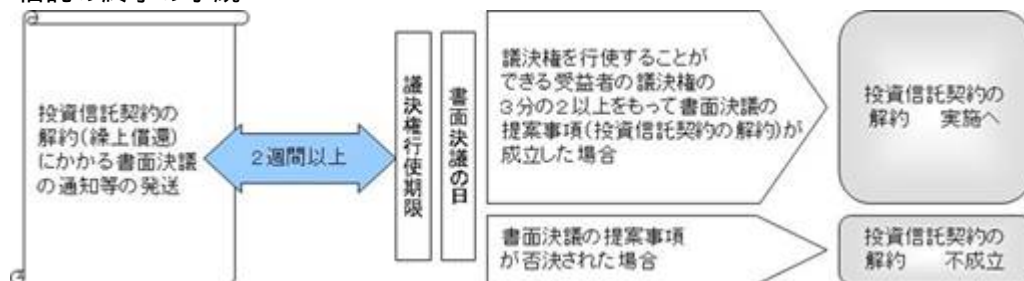 投資信託契約の
解約(繰上償還)
にかかる書面決議
の通知等の発送
2週間以上
議決権行使期限
書面決議の日
議決権を行使することが
できる受益者の議決権の
3分の2以上をもって書面決議の
提案事項(投資信託契約の解約)が
成立した場合
投資信託契約の
解約 実施へ
書面決議の提案事項
が否決された場合
投資信託契約の
解約 不成立